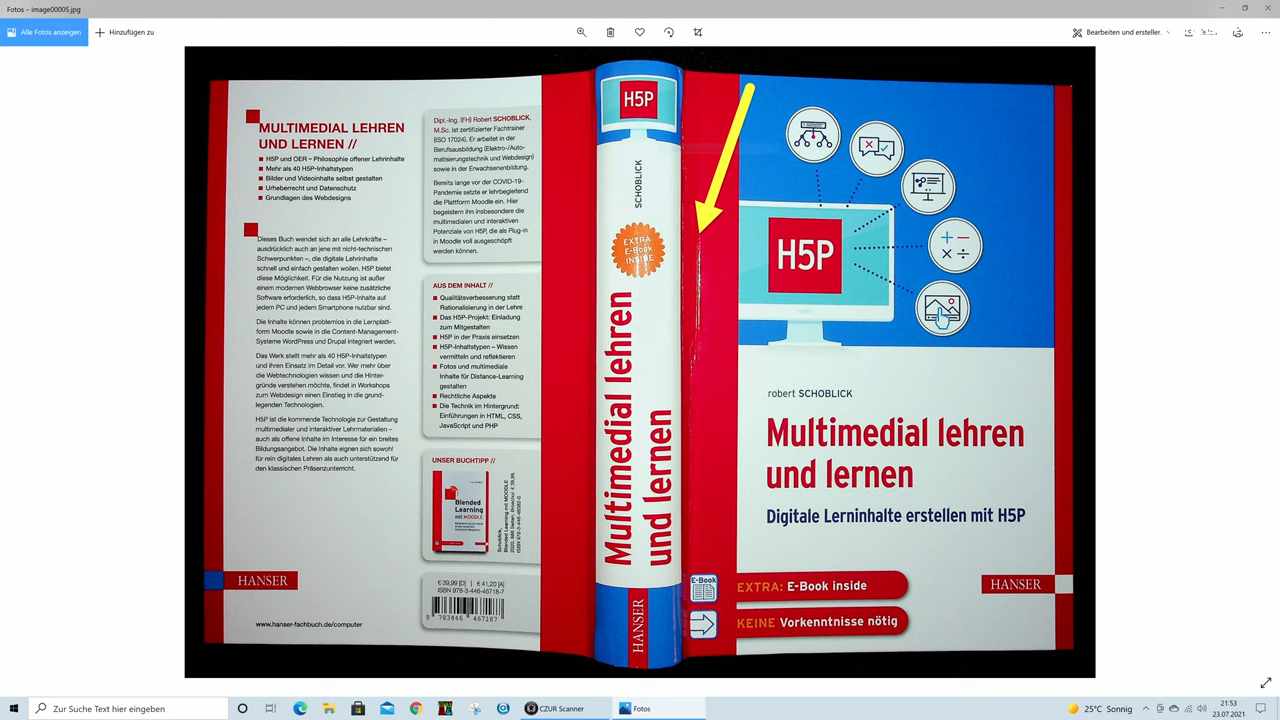 Fotos – image00005.jpg
Alle Fotos anzeigen
Hinzufügen zu
Bearbeiten und erstellen
MULTIMEDIAL LEHREN
UND LERNEN //
H5P und OER – Philosophie offener Lehrinhalte
Mehr als 40 H5P-Inhaltstypen
Bilder und Videoinhalte selbst gestalten
Urheberrecht und Datenschutz
Grundlagen des Webdesigns
Dieses Buch wendet sich an alle Lehrkräfte –
ausdrücklich auch an jene mit nicht-technischen
Schwerpunkten –, die digitale Lehrinhalte
schnell und einfach gestalten wollen. H5P bietet
diese Möglichkeit. Für die Nutzung ist außer
einem modernen Webbrowser keine zusätzliche
Software erforderlich, so dass H5P-Inhalte auf
jedem PC und jedem Smartphone nutzbar sind.
Die Inhalte können problemlos in die Lernplatt-
form Moodle sowie in die Content-Management-
Systeme WordPress und Drupal integriert werden.
Das Werk stellt mehr als 40 H5P-Inhaltstypen
und ihren Einsatz im Detail vor. Wer mehr über
die Webtechnologien wissen und die Hinter-
gründe verstehen möchte, findet in Workshops
zum Webdesign einen Einstieg in die grund-
legenden Technologien.
H5P ist die kommende Technologie zur Gestaltung
multimedialer und interaktiver Lehrmaterialien –
auch als offene Inhalte im Interesse für ein breites
Bildungsangebot. Die Inhalte eignen sich sowohl
für rein digitales Lehren als auch unterstützend für
den klassischen Präsenzunterricht.
HANSER
www.hanser-fachbuch.de/computer
Dipl.-Ing. (FH) Robert SCHOBLICK,
M.Sc. ist zertifizierter Fachtrainer
(ISO 17024). Er arbeitet in der
Berufsausbildung (Elektro-/Auto-
matisierungstechnik und Webdesign)
sowie in der Erwachsenenbildung.
Bereits lange vor der COVID-19-
Pandemie setzte er lehrbegleitend
die Plattform Moodle ein. Hier
begeistern ihn insbesondere die
multimedialen und interaktiven
Potenziale von H5P, die als Plug-in
in Moodle voll ausgeschöpft
werden können.
AUS DEM INHALT //
Qualitätsverbesserung statt
Rationalisierung in der Lehre
Das H5P-Projekt: Einladung
zum Mitgestalten
H5P in der Praxis einsetzen
H5P-Inhaltstypen – Wissen
vermitteln und reflektieren
Fotos und multimediale
Inhalte für Distance-Learning
gestalten
Rechtliche Aspekte
Die Technik im Hintergrund:
Einführungen in HTML, CSS,
JavaScript und PHP
UNSER BUCHTIPP //
Blended
Learning
mit MOODLE
Schoblick,
Blended Learning mit MOODLE
€ 39,99 [D] | € 41,20 [A]
ISBN 978-3-446-46718-7
9 783446 467187
H5P
SCHOBLICK
EXTRA
E-Book
INSIDE
Multimedial lehren
und lernen
HANSER
E-Book
H5P
robert SCHOBLICK
Multimedial lehren
und lernen
Digitale Lerninhalte erstellen mit H5P
EXTRA: E-Book inside
HANSER
KEINE Vorkenntnisse nötig
Zur Suche Text hier eingeben
CZUR Scanner
Fotos
25°C Sonnig
21:53
23.07.2021